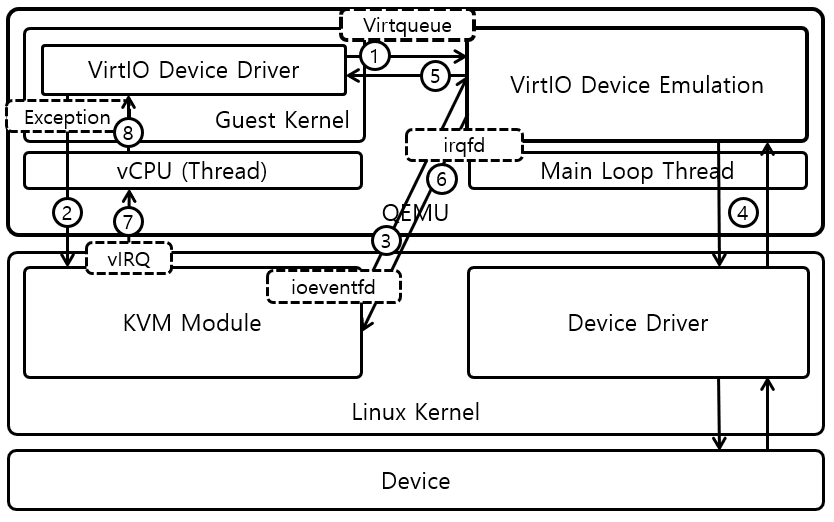 Virtqueue
VirtIO Device Driver
1
5
VirtIO Device Emulation
Exception
8
Guest Kernel
irqfd
vCPU (Thread)
6
Main Loop Thread
2
7
QEMU
4
3
vIRQ
ioeventfd
KVM Module
Device Driver
Linux Kernel
Device